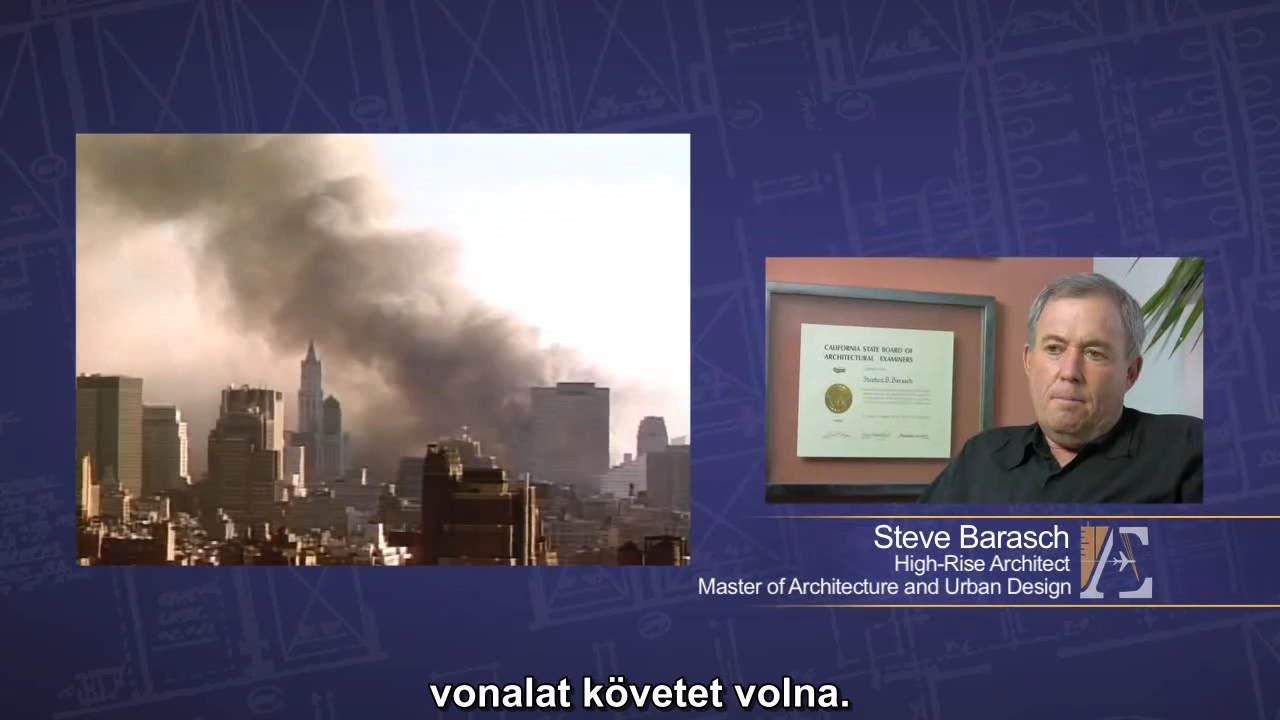 CALIFORNIA STATE BOARD OF
ARCHITECTURAL EXAMINERS
Stephen B. Barasch
Steve Barasch
High-Rise Architect
Master of Architecture and Urban Design
AE
vonalat követet volna.